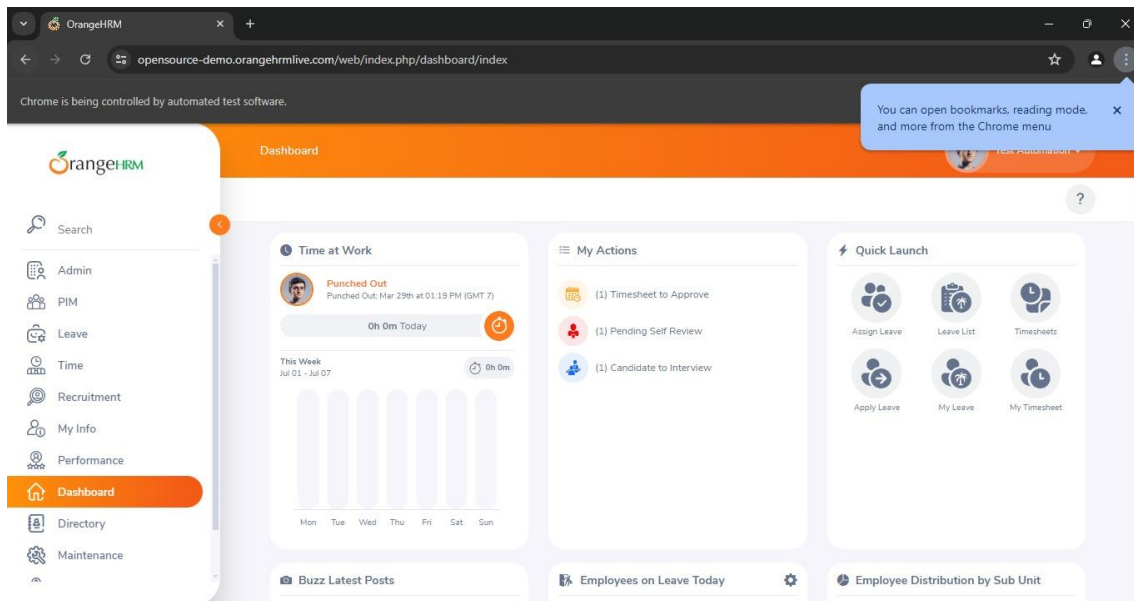 OrangeHRM
opensource-demo.orangehrmlive.com/web/index.php/dashboard/index
Chrome is being controlled by automated test software.
You can open bookmarks, reading mode,
and more from the Chrome menu
OrangeHRM
Dashboard
Test Automation
?
Search
Admin
PIM
Leave
Time
Recruitment
My Info
Performance
Dashboard
Directory
Maintenance
Time at Work
Punched Out
Punched Out: Mar 29th at 01:19 PM (GMT 7)
0h 0m Today
This Week
Jul 01 - Jul 07
0h 0m
Mon Tue Wed Thu Fri Sat Sun
My Actions
(1) Timesheet to Approve
(1) Pending Self Review
(1) Candidate to Interview
Quick Launch
Assign Leave
Leave List
Timesheets
Apply Leave
My Leave
My Timesheet
Buzz Latest Posts
Employees on Leave Today
Employee Distribution by Sub Unit